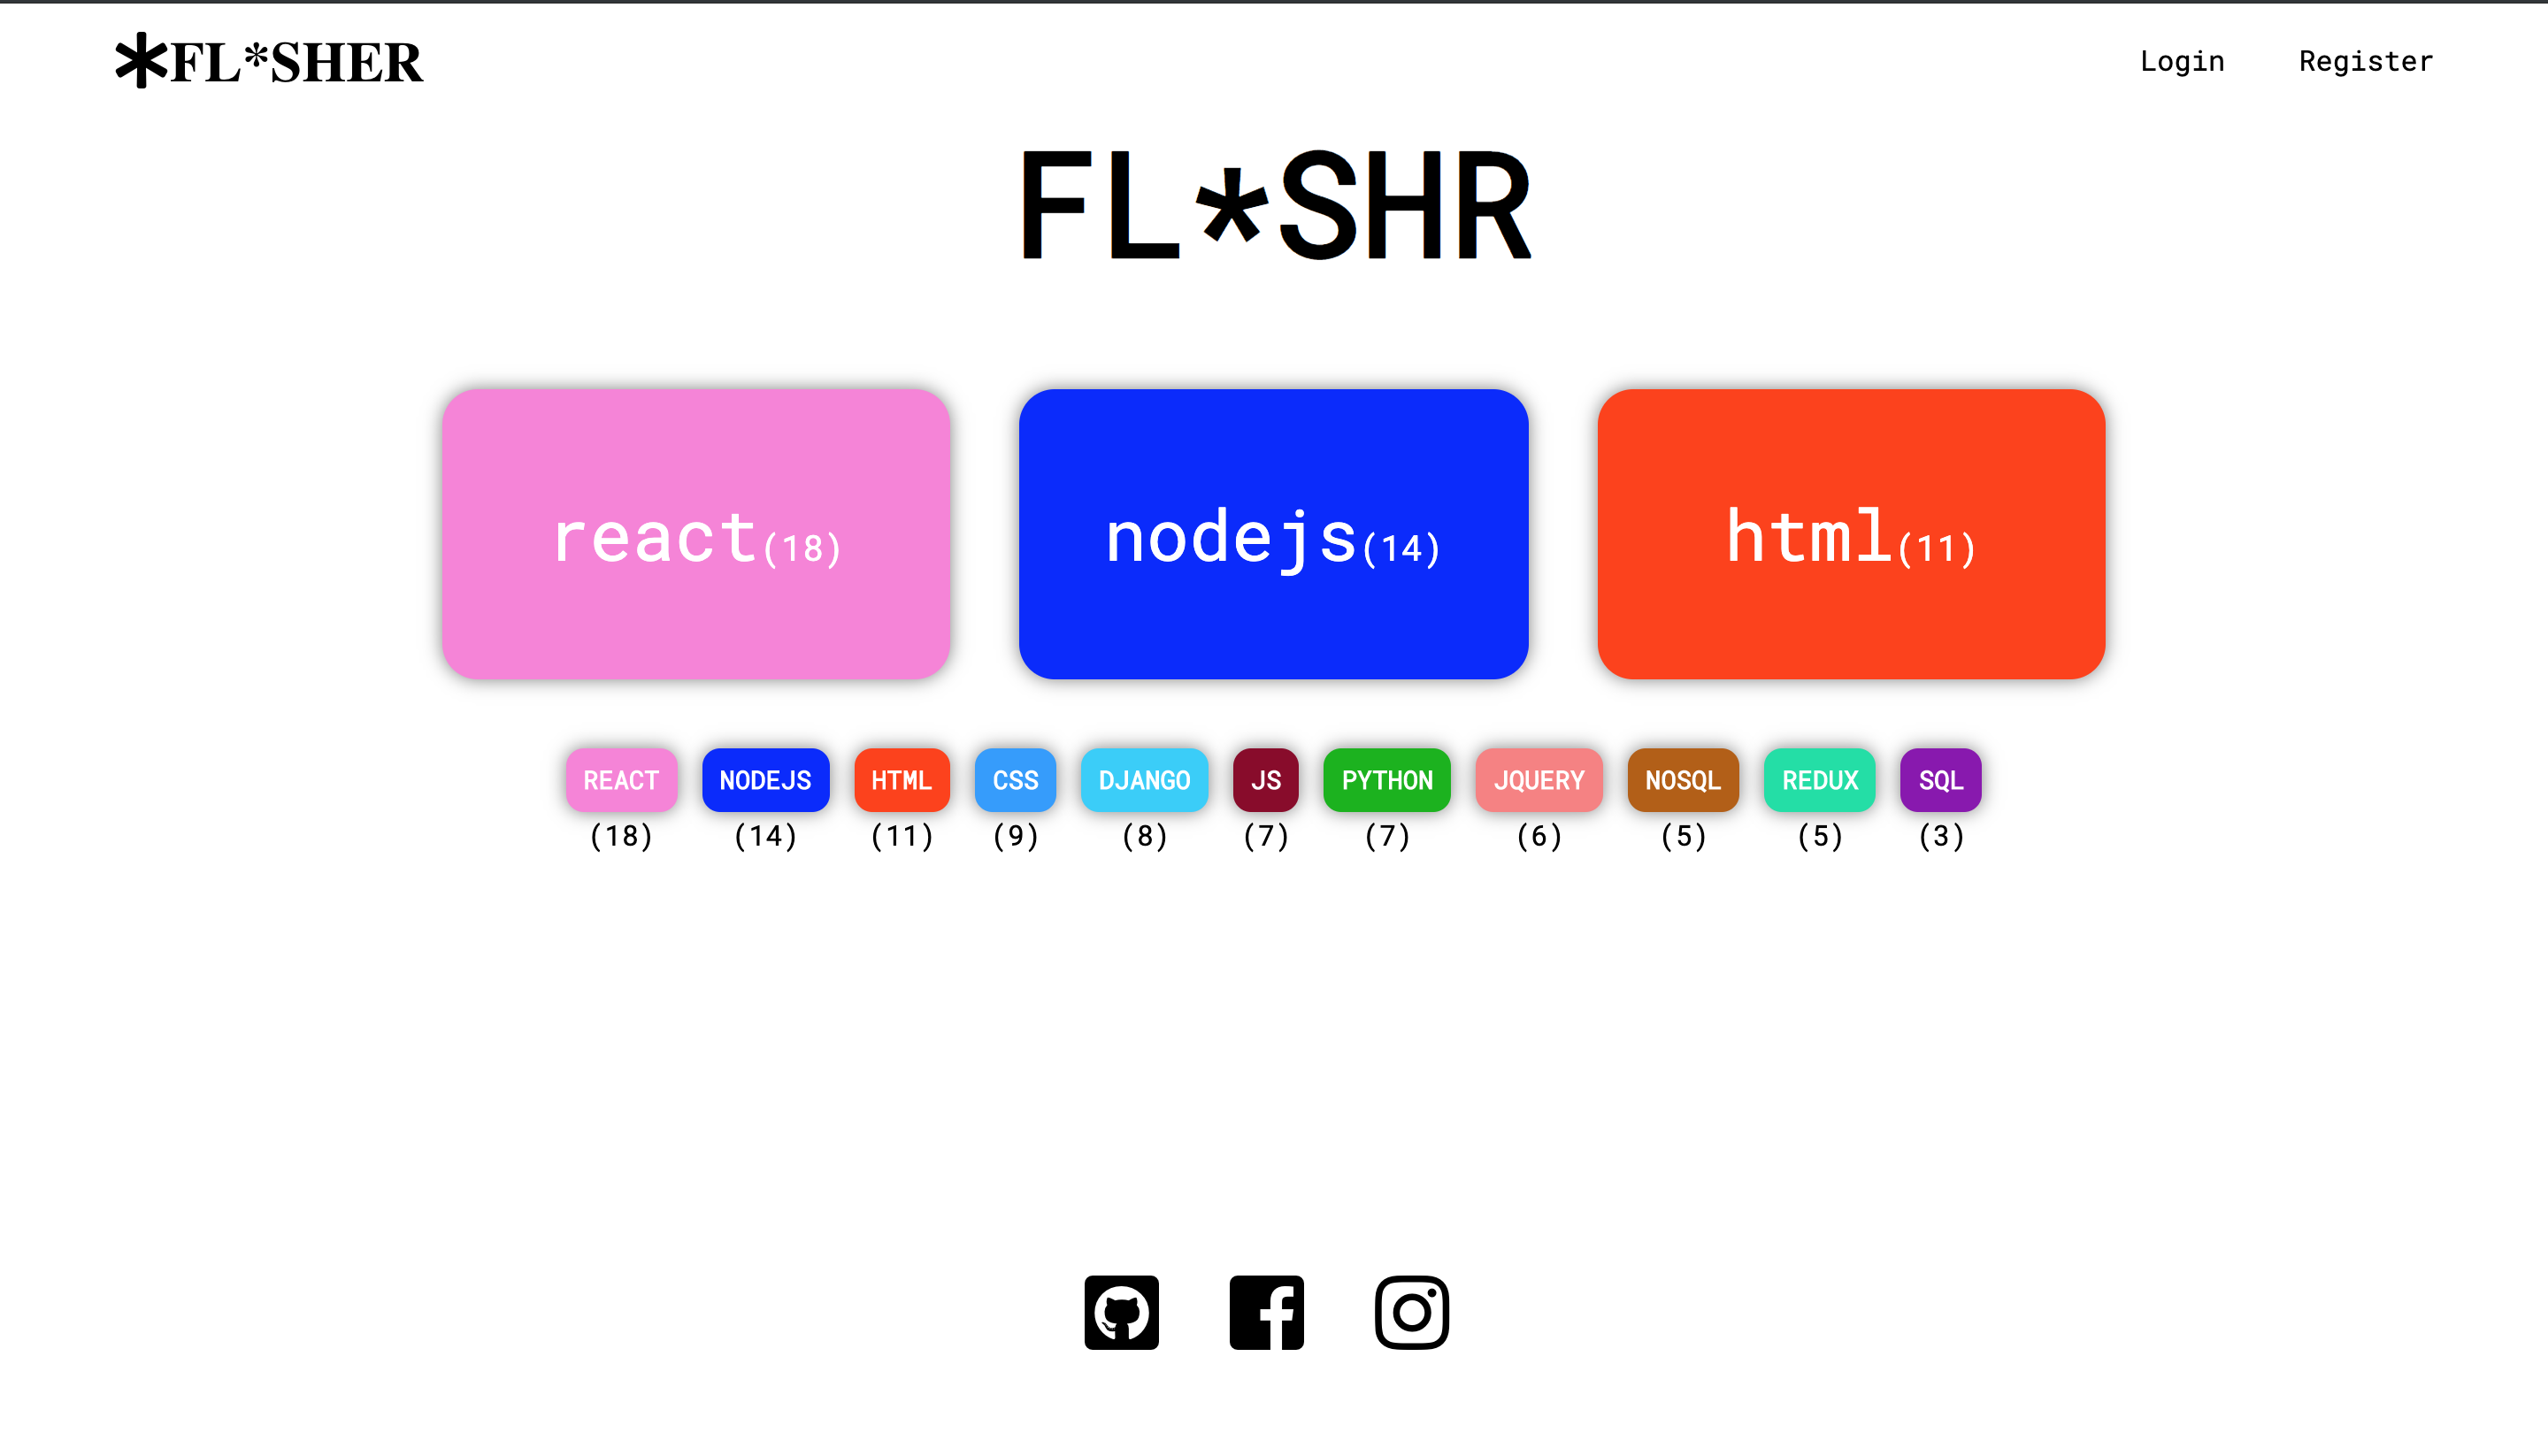 *FL*SHER
Login Register
FL*SHR
react(18) nodejs(14) html(11)
REACT NODEJS HTML CSS DJANGO JS PYTHON JQUERY NOSQL REDUX SQL
(18) (14) (11) (9) (8) (7) (7) (6) (5) (5) (3)